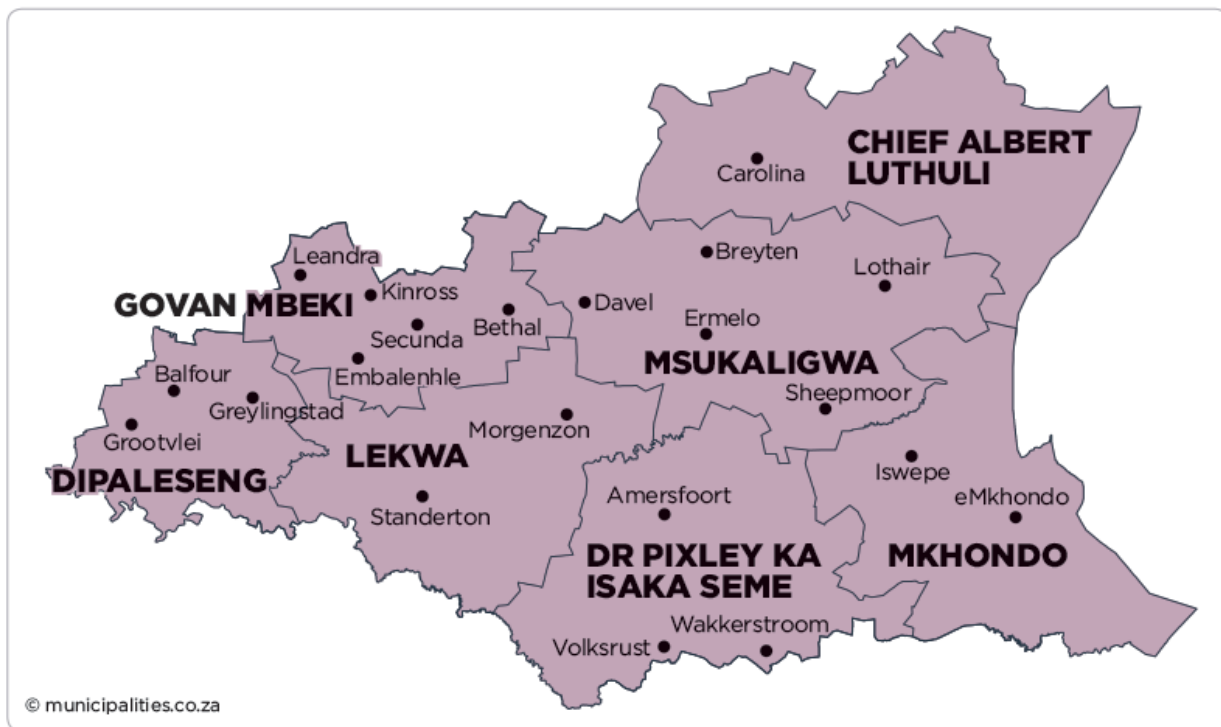 CHIEF ALBERT
LUTHULI
Carolina
Breyten
Lothair
Leandra
Kinross
Davel
GOVAN MBEKI
Bethal
Ermelo
Secunda
MSUKALIGWA
Embalenhle
Balfour
Sheepmoor
Greylingstad
Morgenzon
Grootvlei
LEKWA
Iswepe
DIPALESENG
Amersfoort
eMkhondo
Standerton
DR PIXLEY KA
ISAKA SEME
MKHONDO
Wakkerstroom
Volksrust
© municipalities.co.za